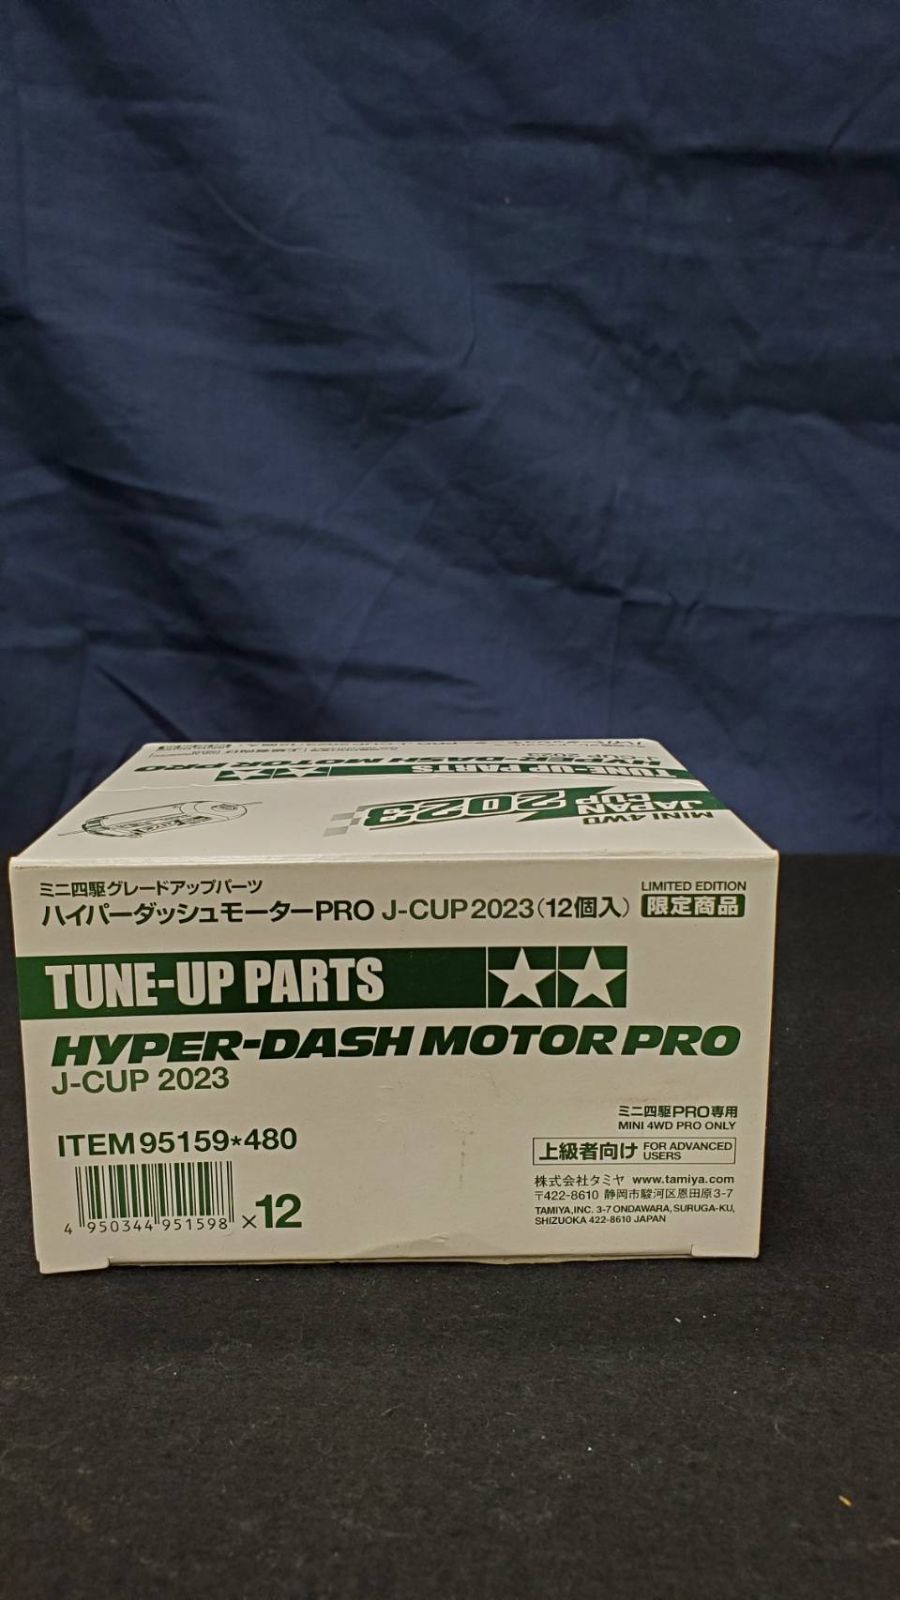 HYPER-DASH MOTOR PRO
TUNE-UP PARTS
MINI 4WD
JAPAN
CUP
2023
ミニ四駆グレードアップパーツ
ハイパーダッシュモーターPRO J-CUP 2023(12個入)
LIMITED EDITION
限定商品
TUNE-UP PARTS
HYPER-DASH MOTOR PRO
J-CUP 2023
ITEM 95159*480
4 950344 951598 ×12
ミニ四駆PRO専用
MINI 4WD PRO ONLY
上級者向け FOR ADVANCED USERS
株式会社タミヤ www.tamiya.com
〒422-8610 静岡市駿河区恩田原3-7
TAMIYA,INC. 3-7 ONDAWARA, SURUGA-KU,
SHIZUOKA 422-8610 JAPAN